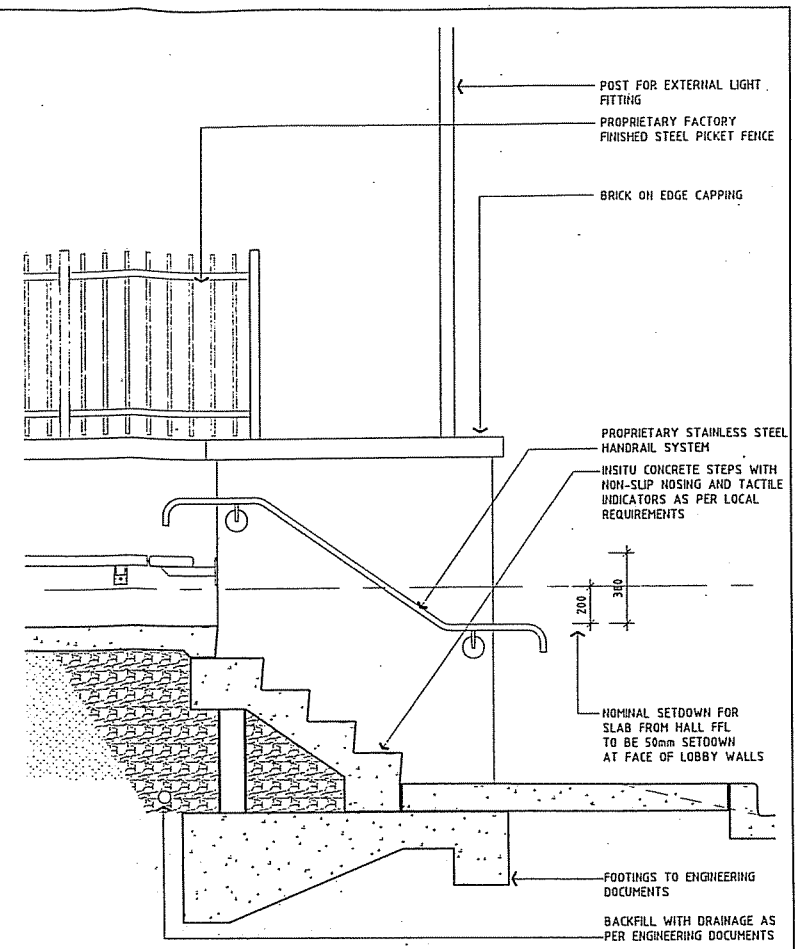 POST FOR EXTERNAL LIGHT
FITTING
PROPRIETARY FACTORY
FINISHED STEEL PICKET FENCE
BRICK ON EDGE CAPPING
PROPRIETARY STAINLESS STEEL
HANDRAIL SYSTEM
INSITU CONCRETE STEPS WITH
NON-SLIP NOSING AND TACTILE
INDICATORS AS PER LOCAL
REQUIREMENTS
200
380
NOMINAL SETDOWN FOR
SLAB FROM HALL FFL
TO BE 50mm SETDOWN
AT FACE OF LOBBY WALLS
FOOTINGS TO ENGINEERING
DOCUMENTS
BACKFILL WITH DRAINAGE AS
PER ENGINEERING DOCUMENTS